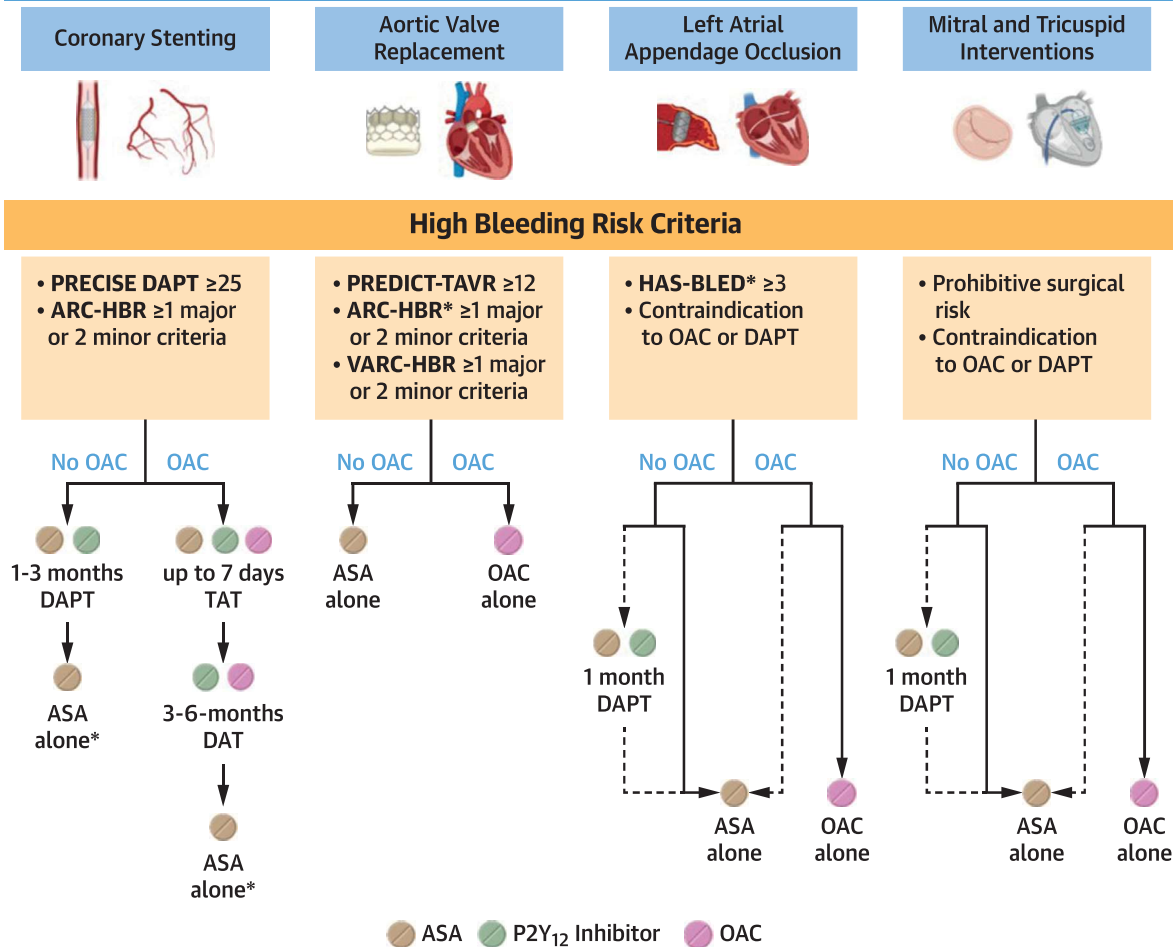 Coronary Stenting
Aortic Valve
Replacement
Left Atrial
Appendage Occlusion
Mitral and Tricuspid
Interventions
High Bleeding Risk Criteria
• PRECISE DAPT ≥25
• ARC-HBR ≥1 major
or 2 minor criteria
• PREDICT-TAVR ≥12
• ARC-HBR* ≥1 major
or 2 minor criteria
• VARC-HBR ≥1 major
or 2 minor criteria
• HAS-BLED* ≥3
• Contraindication
to OAC or DAPT
• Prohibitive surgical
risk
• Contraindication
to OAC or DAPT
No OAC
OAC
1-3 months
DAPT
ASA
alone*
up to 7 days
TAT
3-6-months
DAT
ASA
alone*
No OAC
OAC
ASA
alone
OAC
alone
No OAC
OAC
1 month
DAPT
ASA
alone
OAC
alone
No OAC
OAC
1 month
DAPT
ASA
alone
OAC
alone
ASA
P2Y12 Inhibitor
OAC